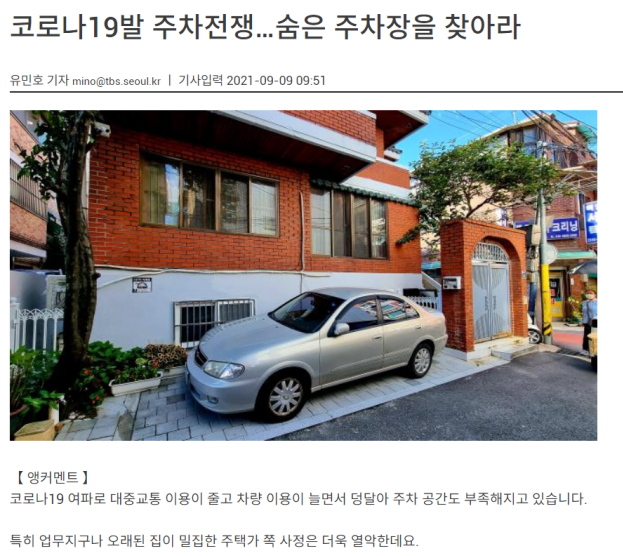 코로나19발 주차전쟁…숨은 주차장을 찾아라
유민호 기자 mino@tbs.seoul.kr ㅣ 기사입력 2021-09-09 09:51
크리닝
【 앵커멘트 】
코로나19 여파로 대중교통 이용이 줄고 차량 이용이 늘면서 덩달아 주차 공간도 부족해지고 있습니다.
특히 업무지구나 오래된 집이 밀집한 주택가 쪽 사정은 더욱 열악한데요.